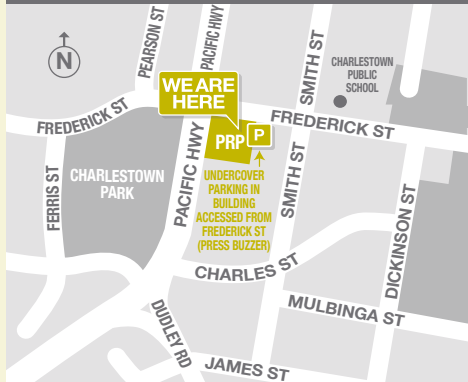 N
PEARSON ST
PACIFIC HWY
SMITH ST
CHARLESTOWN
PUBLIC
SCHOOL
WE ARE
HERE
FREDERICK ST
FREDERICK ST
PRP
P
CHARLESTOWN
PARK
FERRIS ST
PACIFIC HWY
UNDERCOVER
PARKING IN
BUILDING
ACCESSED FROM
FREDERICK ST
(PRESS BUZZER)
SMITH ST
DICKINSON ST
CHARLES ST
MULBINGA ST
DUDLEY RD
JAMES ST